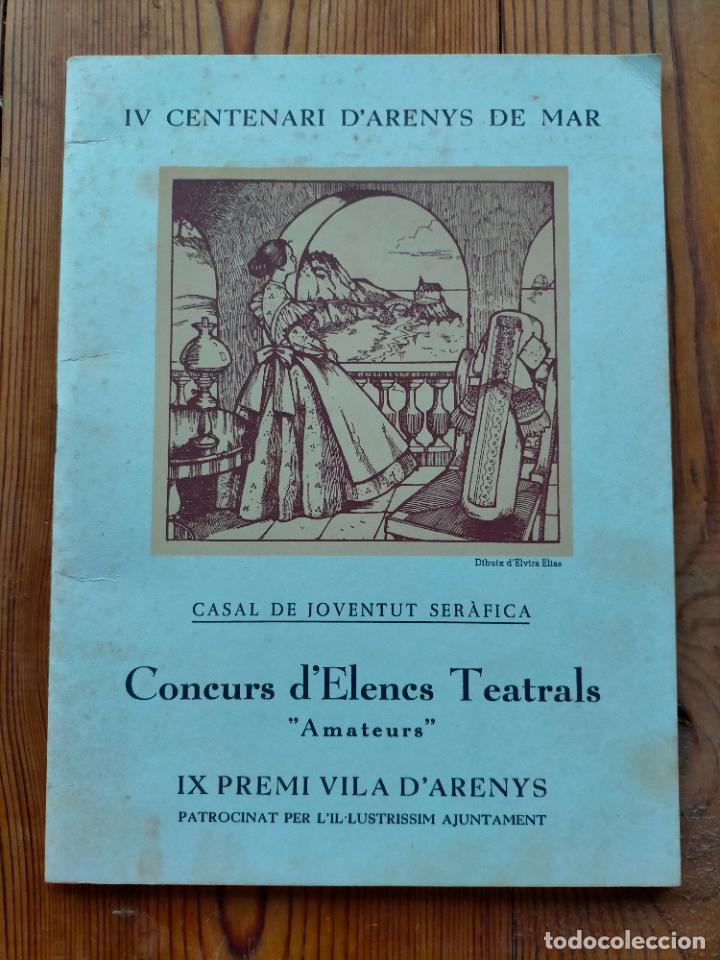 IV CENTENARI D'ARENYS DE MAR
Dibuix d'Elvira Elias
CASAL DE JOVENTUT SERÀFICA
Concurs d'Elencs Teatrals
"Amateurs"
IX PREMI VILA D'ARENYS
PATROCINAT PER L'IL·LUSTRISSIM AJUNTAMENT
todocoleccion